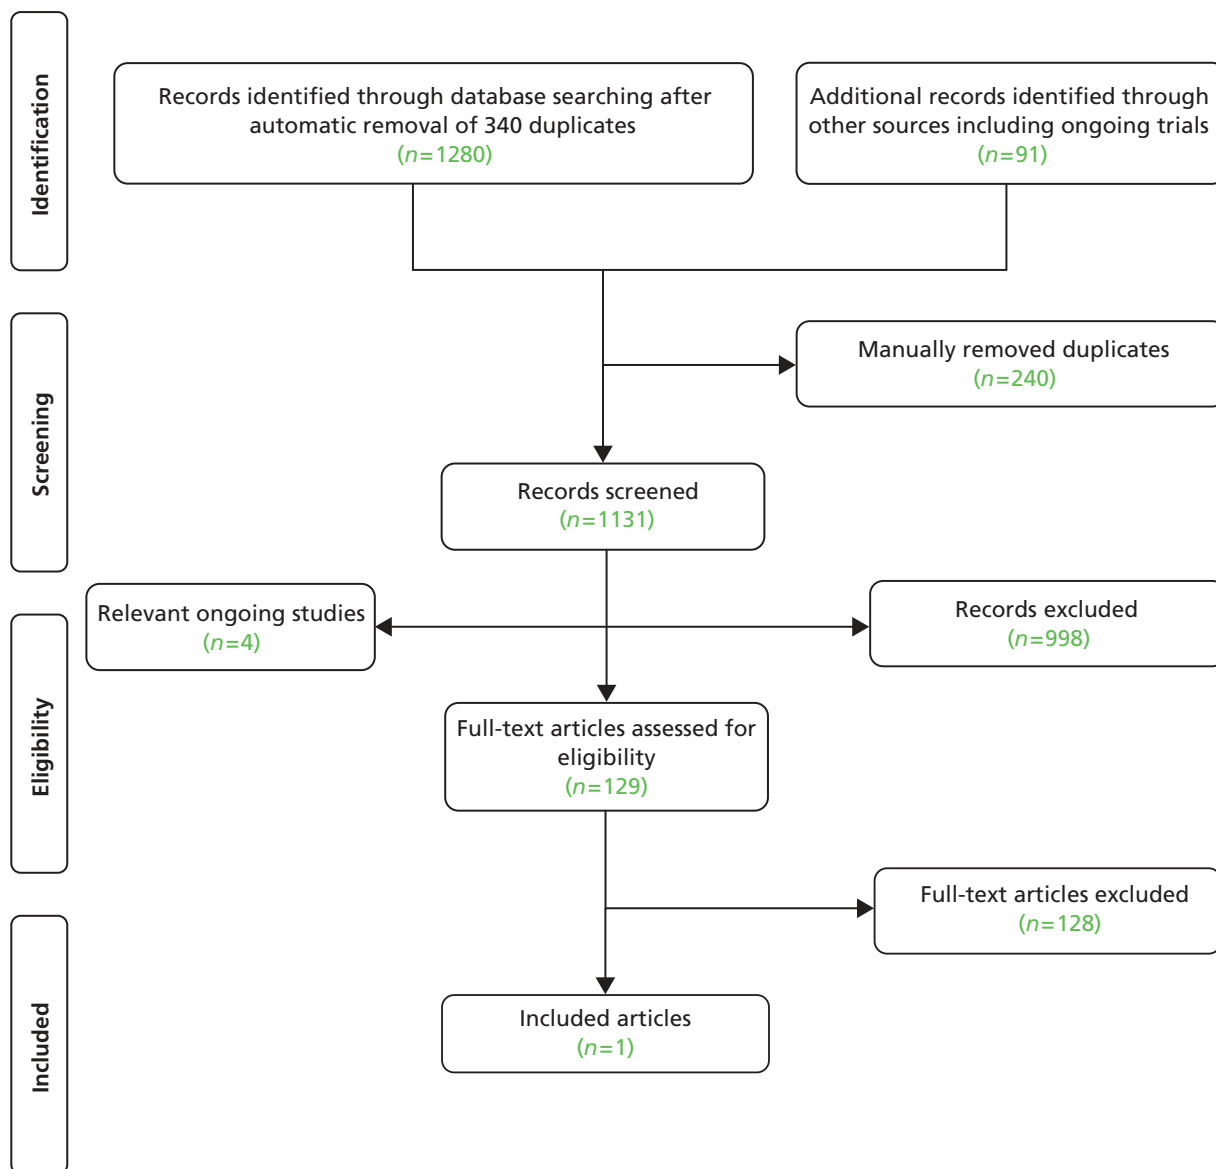 Identification
Records identified through database searching after
automatic removal of 340 duplicates
(n=1280)
Additional records identified through
other sources including ongoing trials
(n=91)
Screening
Manually removed duplicates
(n=240)
Records screened
(n=1131)
Eligibility
Relevant ongoing studies
(n=4)
Records excluded
(n=998)
Full-text articles assessed for
eligibility
(n=129)
Full-text articles excluded
(n=128)
Included
Included articles
(n=1)